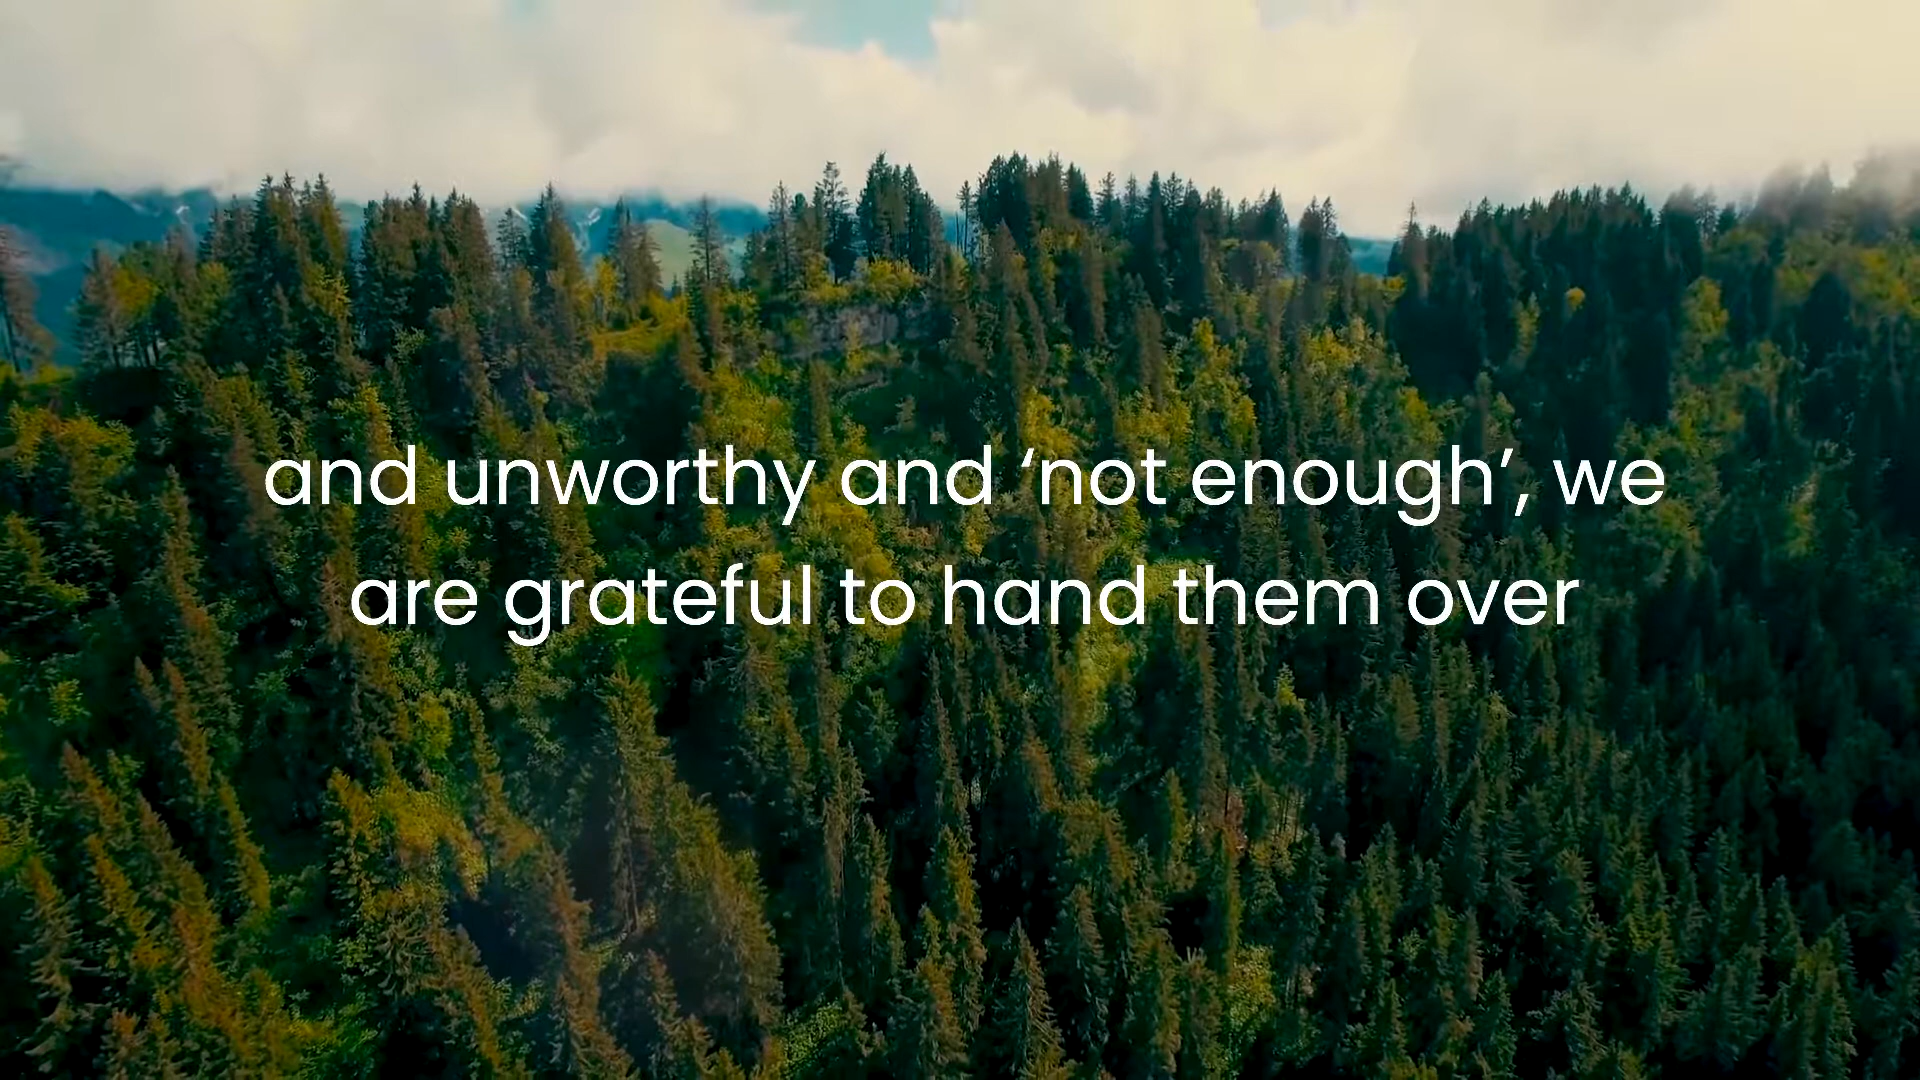 and unworthy and ‘not enough’, we
are grateful to hand them over